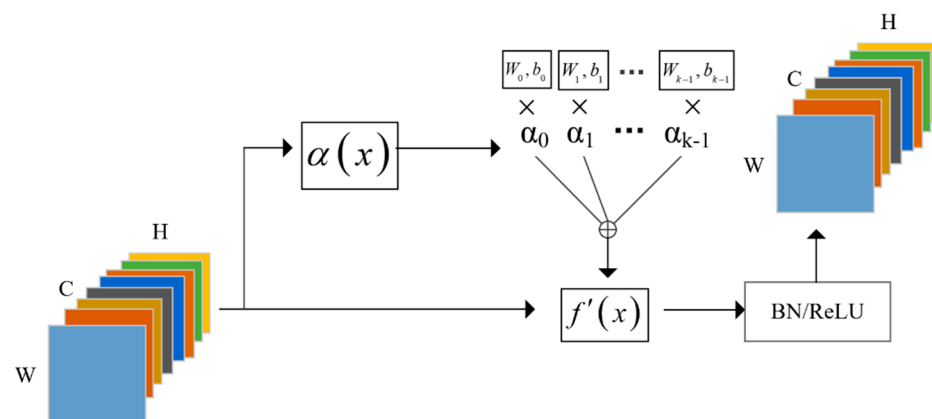 H
W₀, b₀ W₁, b₁ ... Wₖ₋₁, bₖ₋₁
C
× × ×
α(x)
α₀ α₁ ... αk-1
W
H
C
f′(x)
BN/ReLU
W